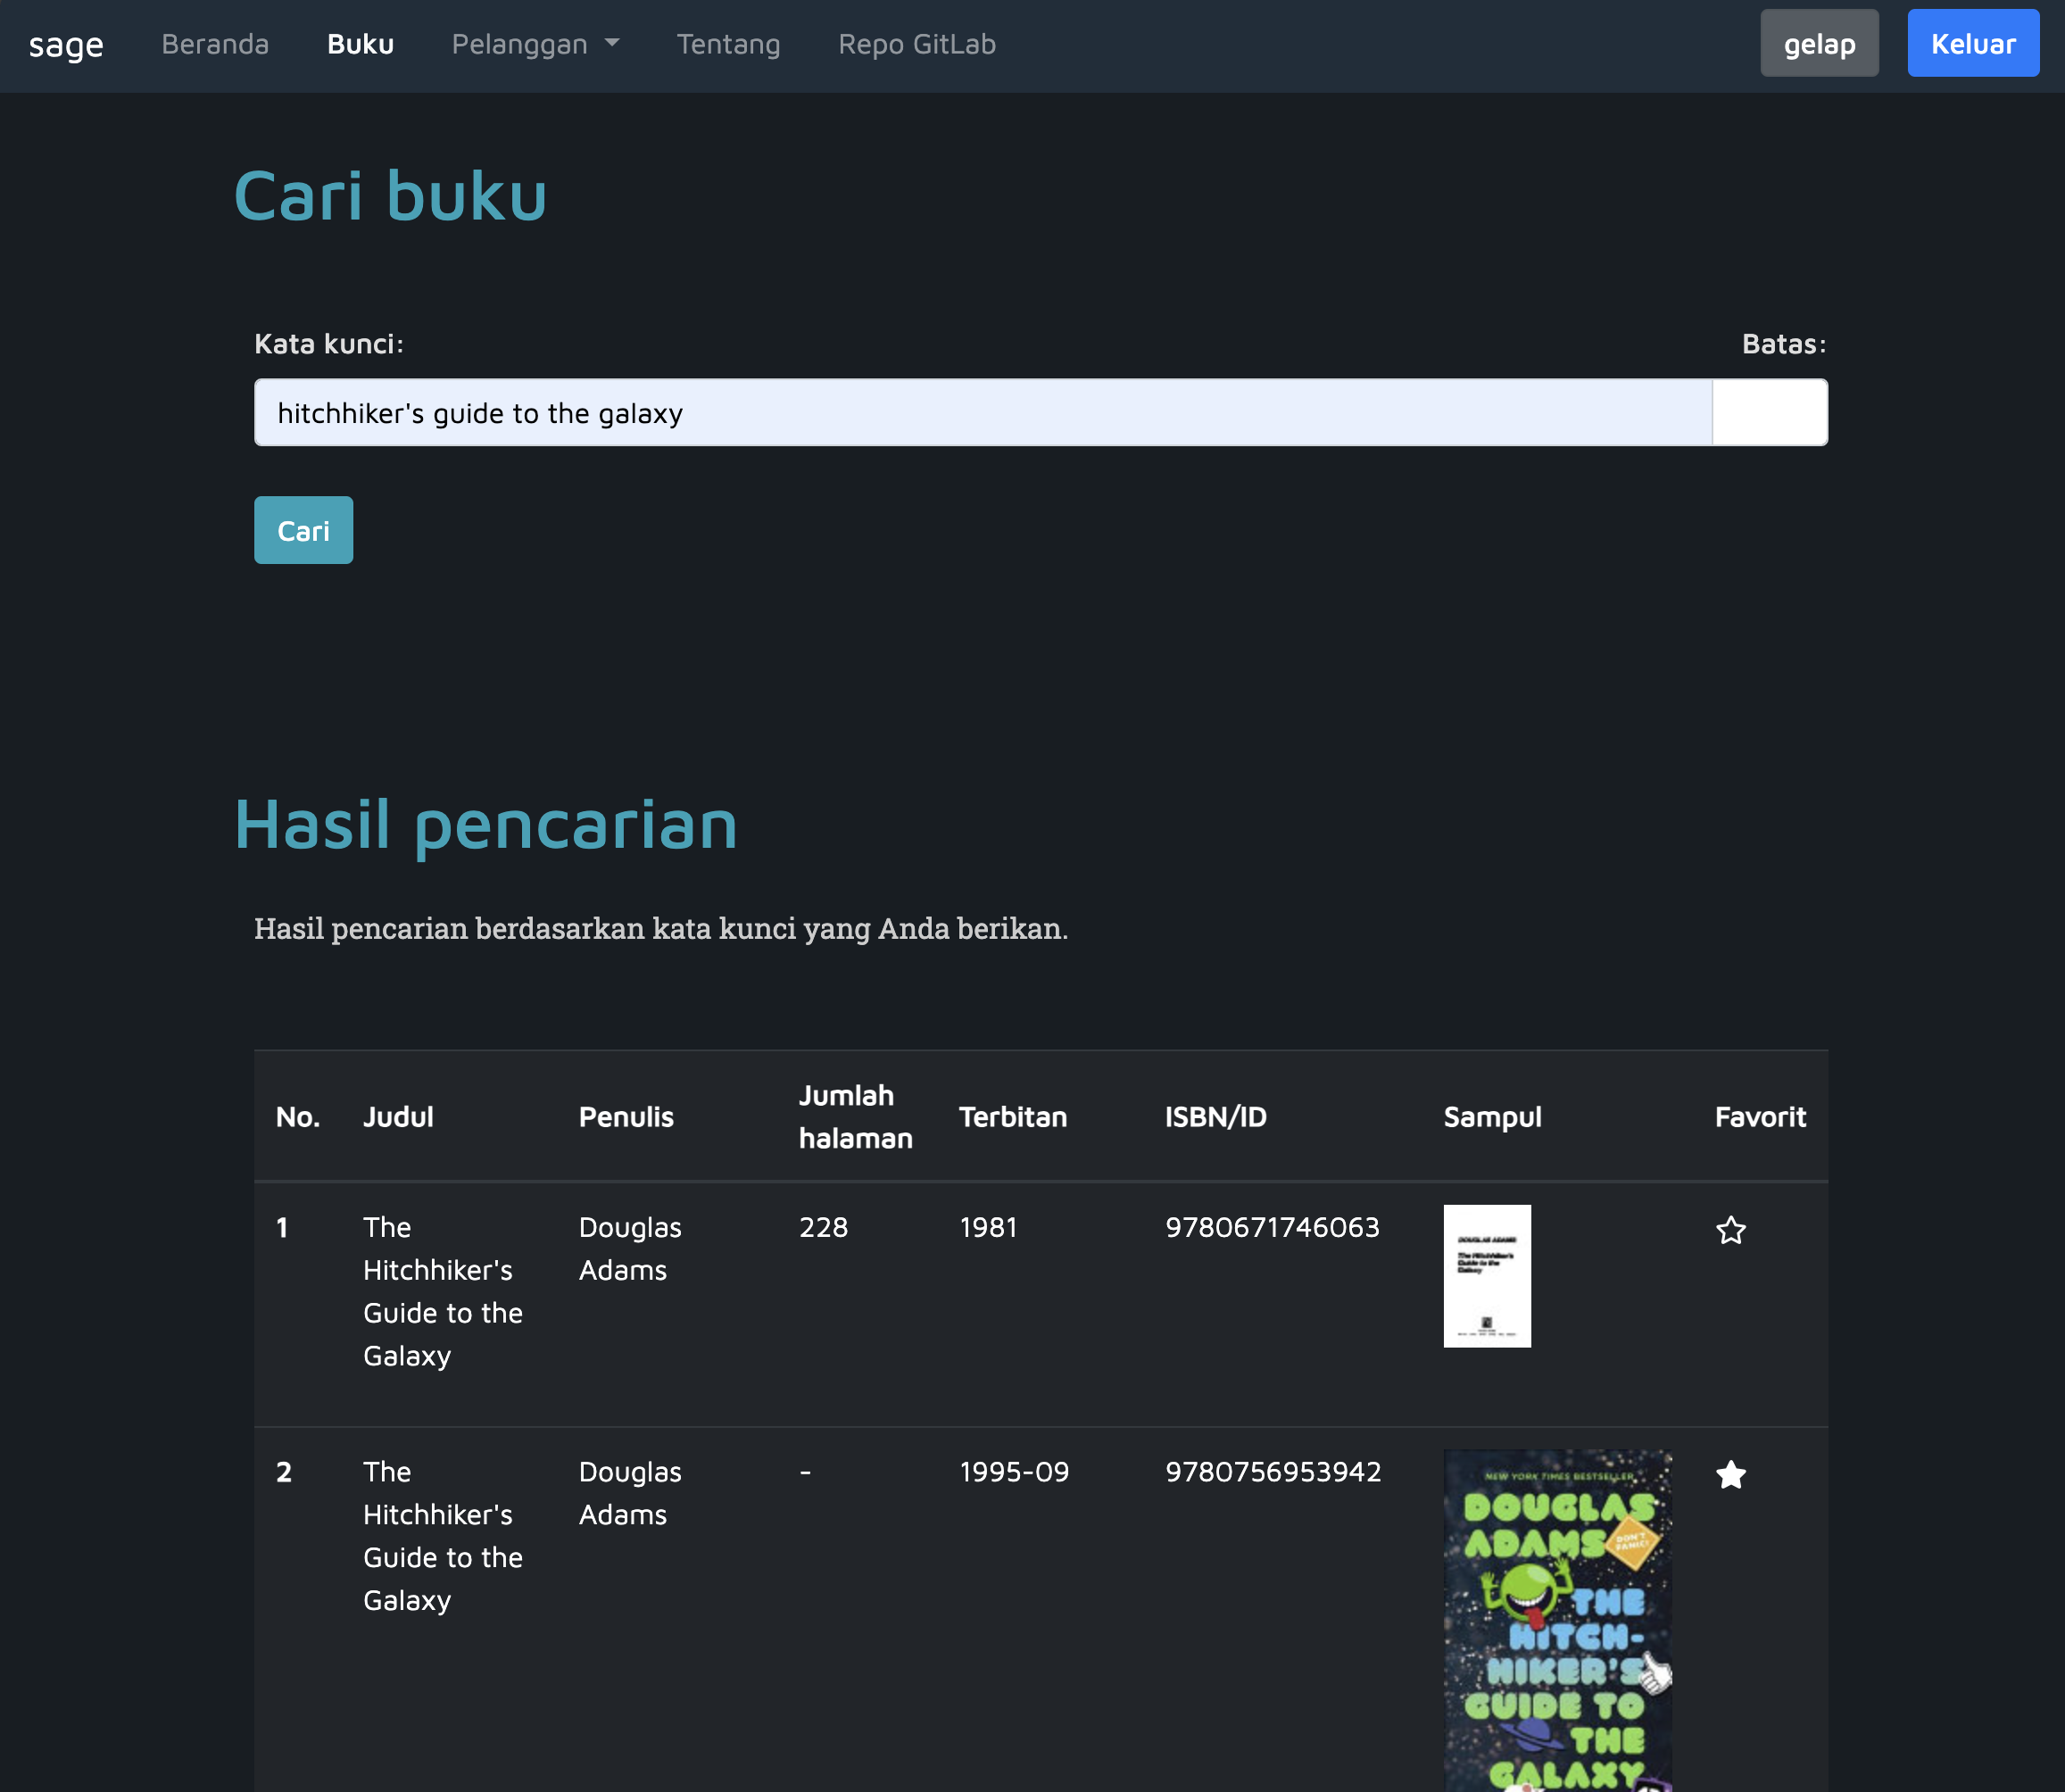 sage Beranda Buku Pelanggan Tentang Repo GitLab gelap Keluar
Cari buku
Kata kunci: Batas:
hitchhiker's guide to the galaxy
Cari
Hasil pencarian
Hasil pencarian berdasarkan kata kunci yang Anda berikan.
No. Judul Penulis Jumlah halaman Terbitan ISBN/ID Sampul Favorit
1 The Hitchhiker's Guide to the Galaxy Douglas Adams 228 1981 9780671746063
DOUGLAS ADAMS
The Hitchhiker's
Guide to the
Galaxy
2 The Hitchhiker's Guide to the Galaxy Douglas Adams - 1995-09 9780756953942
NEW YORK TIMES BESTSELLER
DOUGLAS
ADAMS
DON'T
PANIC!
THE
HITCH-
HIKER'S
GUIDE TO
THE
GALAXY